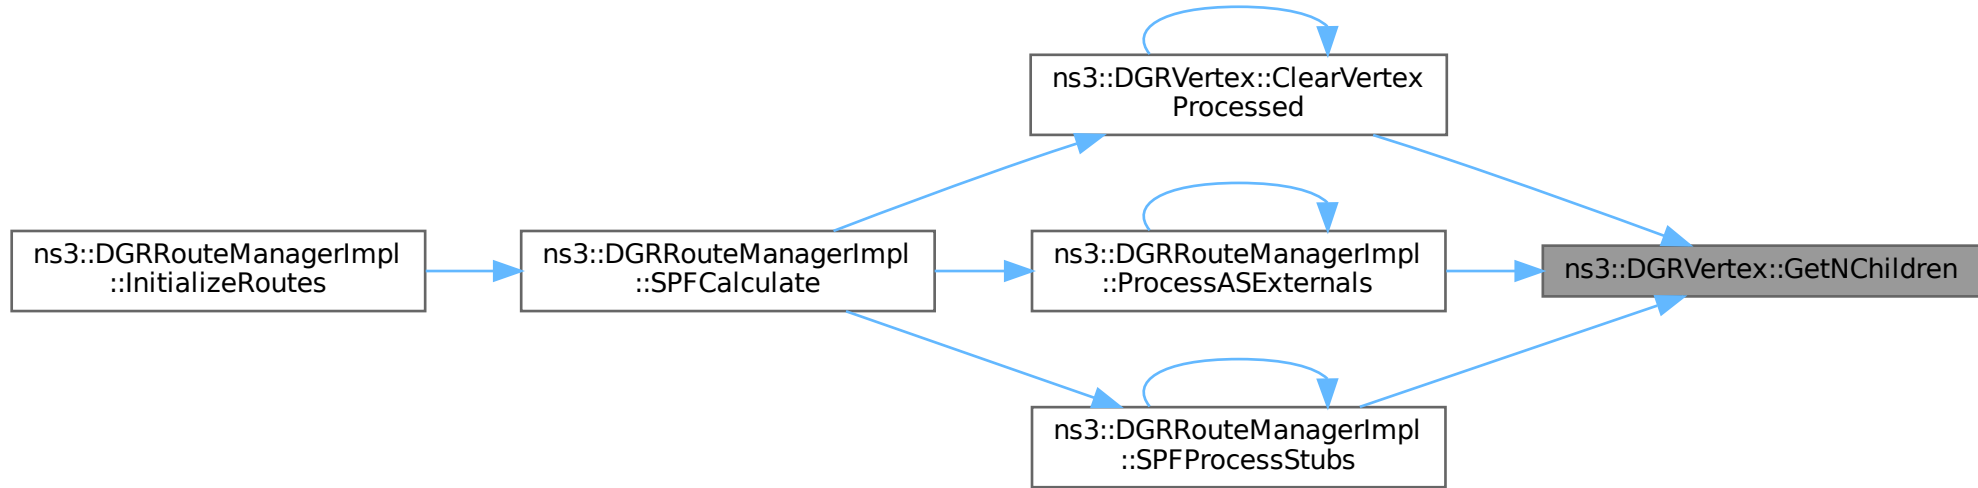 ns3::DGRVertex::ClearVertex
Processed
ns3::DGRRouteManagerImpl
::InitializeRoutes
ns3::DGRRouteManagerImpl
::SPFCalculate
ns3::DGRRouteManagerImpl
::ProcessASExternals
ns3::DGRVertex::GetNChildren
ns3::DGRRouteManagerImpl
::SPFProcessStubs